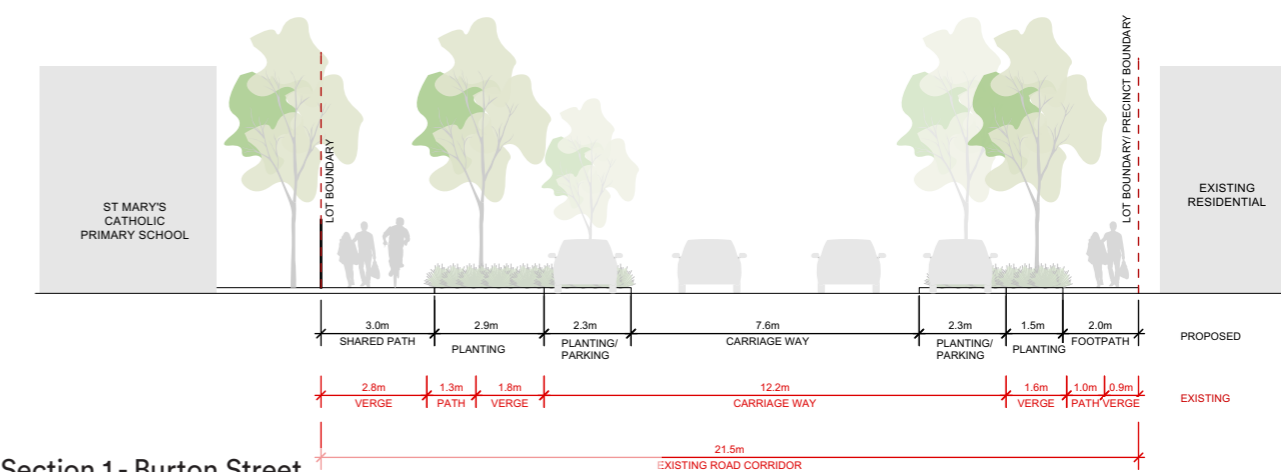 LOT BOUNDARY
LOT BOUNDARY/ PRECINCT BOUNDARY
ST MARY'S
CATHOLIC
PRIMARY SCHOOL
EXISTING
RESIDENTIAL
3.0m
SHARED PATH
2.9m
PLANTING
2.3m
PLANTING/
PARKING
7.6m
CARRIAGE WAY
2.3m
PLANTING/
PARKING
1.5m
PLANTING
2.0m
FOOTPATH
PROPOSED
2.8m
VERGE
1.3m
PATH
1.8m
VERGE
12.2m
CARRIAGE WAY
1.6m
VERGE
1.0m
PATH
0.9m
VERGE
EXISTING
21.5m
EXISTING ROAD CORRIDOR
Section 1 - Burton Street